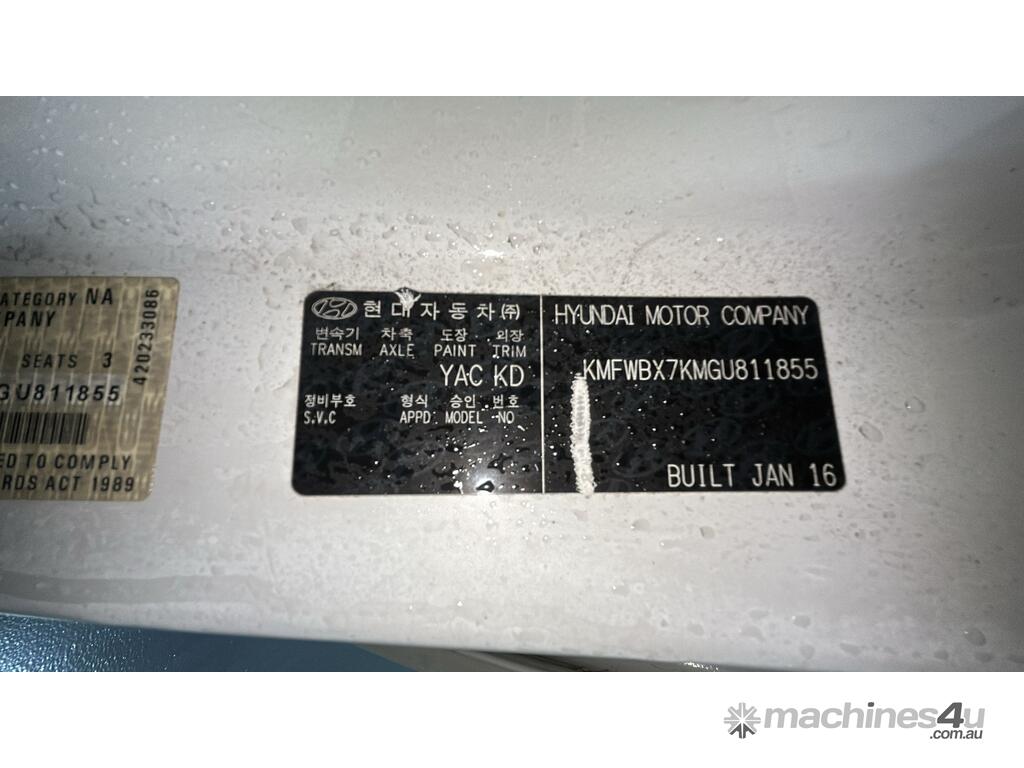 ATEGORY NA
PANY
SEATS 3
GU811855
ED TO COMPLY
RDS ACT 1989
420233086
현대자동차(주)
변속기 차축 도장 외장
TRANSM AXLE PAINT TRIM
YAC KD
정비부호 형식 승인 번호
S.V.C APPD MODEL NO
HYUNDAI MOTOR COMPANY
KMFWBX7KMGU811855
BUILT JAN 16
machines4u
.com.au